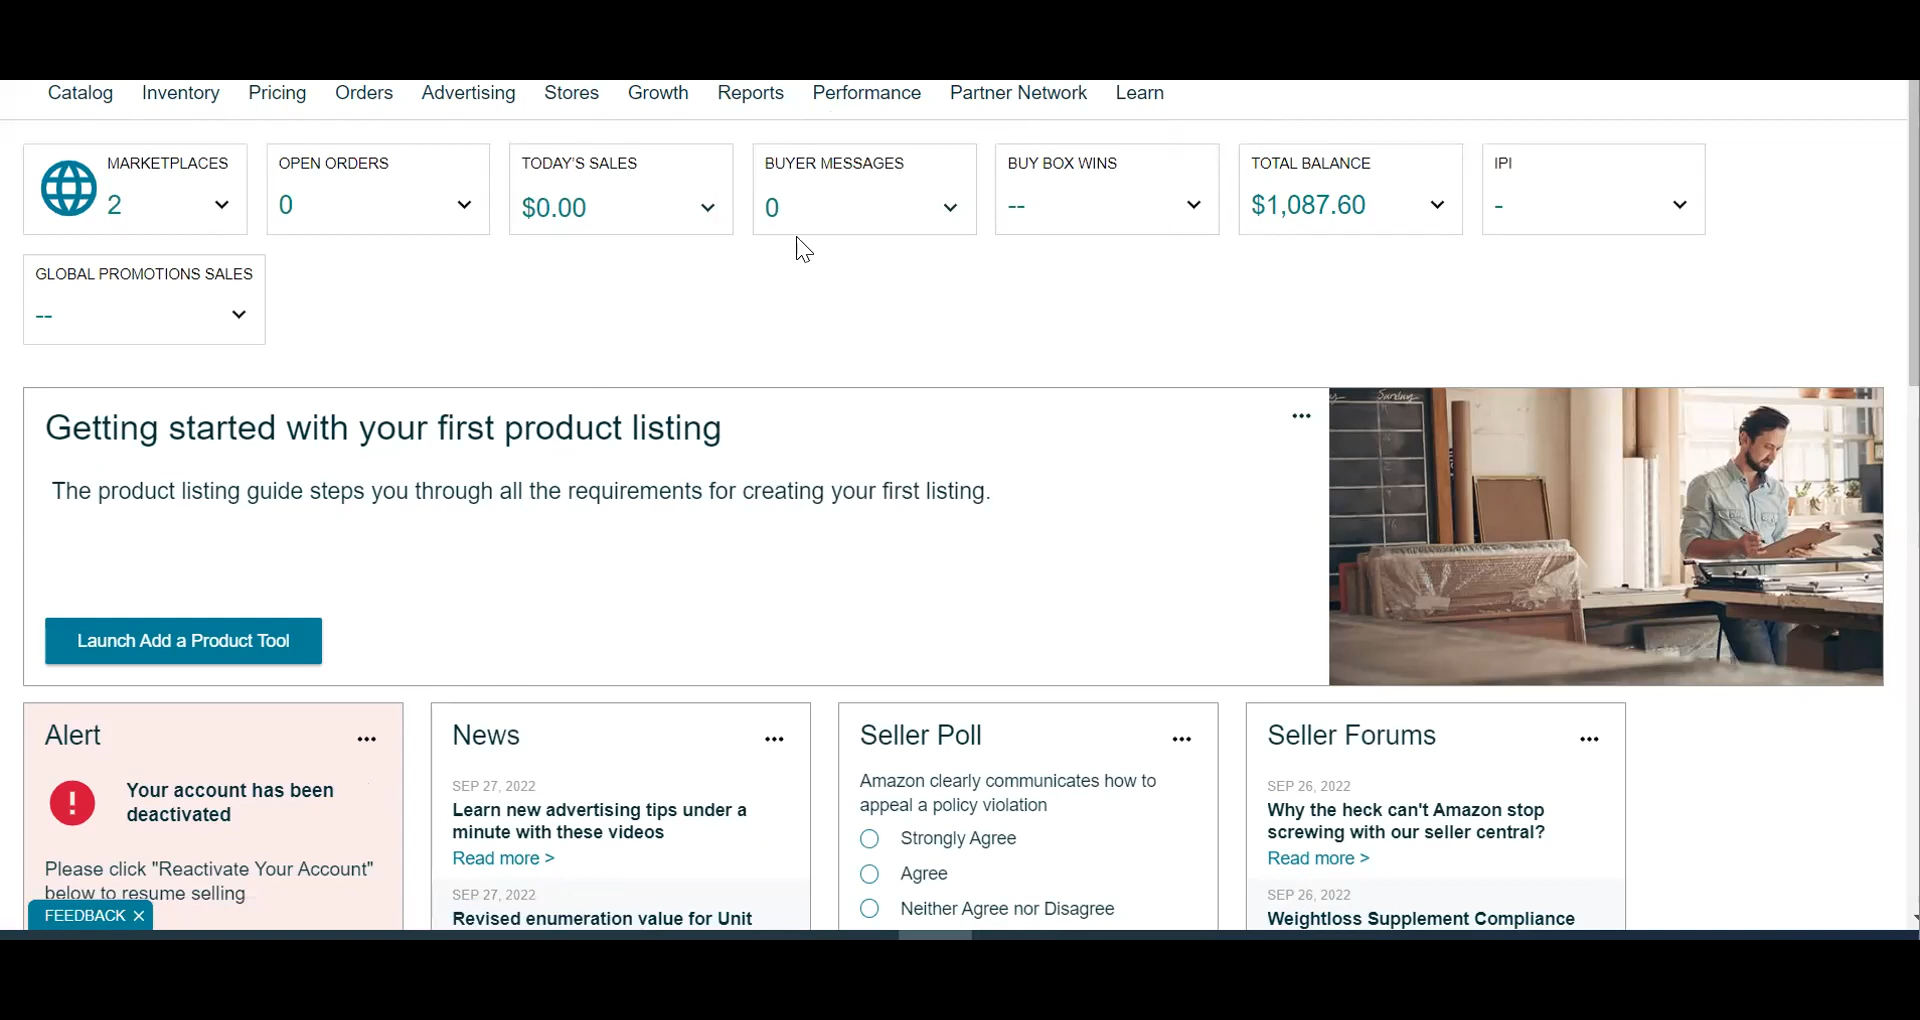 Catalog Inventory Pricing Orders Advertising Stores Growth Reports Performance Partner Network Learn
MARKETPLACES
2
OPEN ORDERS
0
TODAY'S SALES
$0.00
BUYER MESSAGES
0
BUY BOX WINS
--
TOTAL BALANCE
$1,087.60
IPI
-
GLOBAL PROMOTIONS SALES
--
Getting started with your first product listing
The product listing guide steps you through all the requirements for creating your first listing.
Launch Add a Product Tool
Alert
Your account has been
deactivated
Please click "Reactivate Your Account"
below to resume selling
FEEDBACK
News
SEP 27, 2022
Learn new advertising tips under a
minute with these videos
Read more >
SEP 27, 2022
Revised enumeration value for Unit
Seller Poll
Amazon clearly communicates how to
appeal a policy violation
Strongly Agree
Agree
Neither Agree nor Disagree
Seller Forums
SEP 26, 2022
Why the heck can't Amazon stop
screwing with our seller central?
Read more >
SEP 26, 2022
Weightloss Supplement Compliance